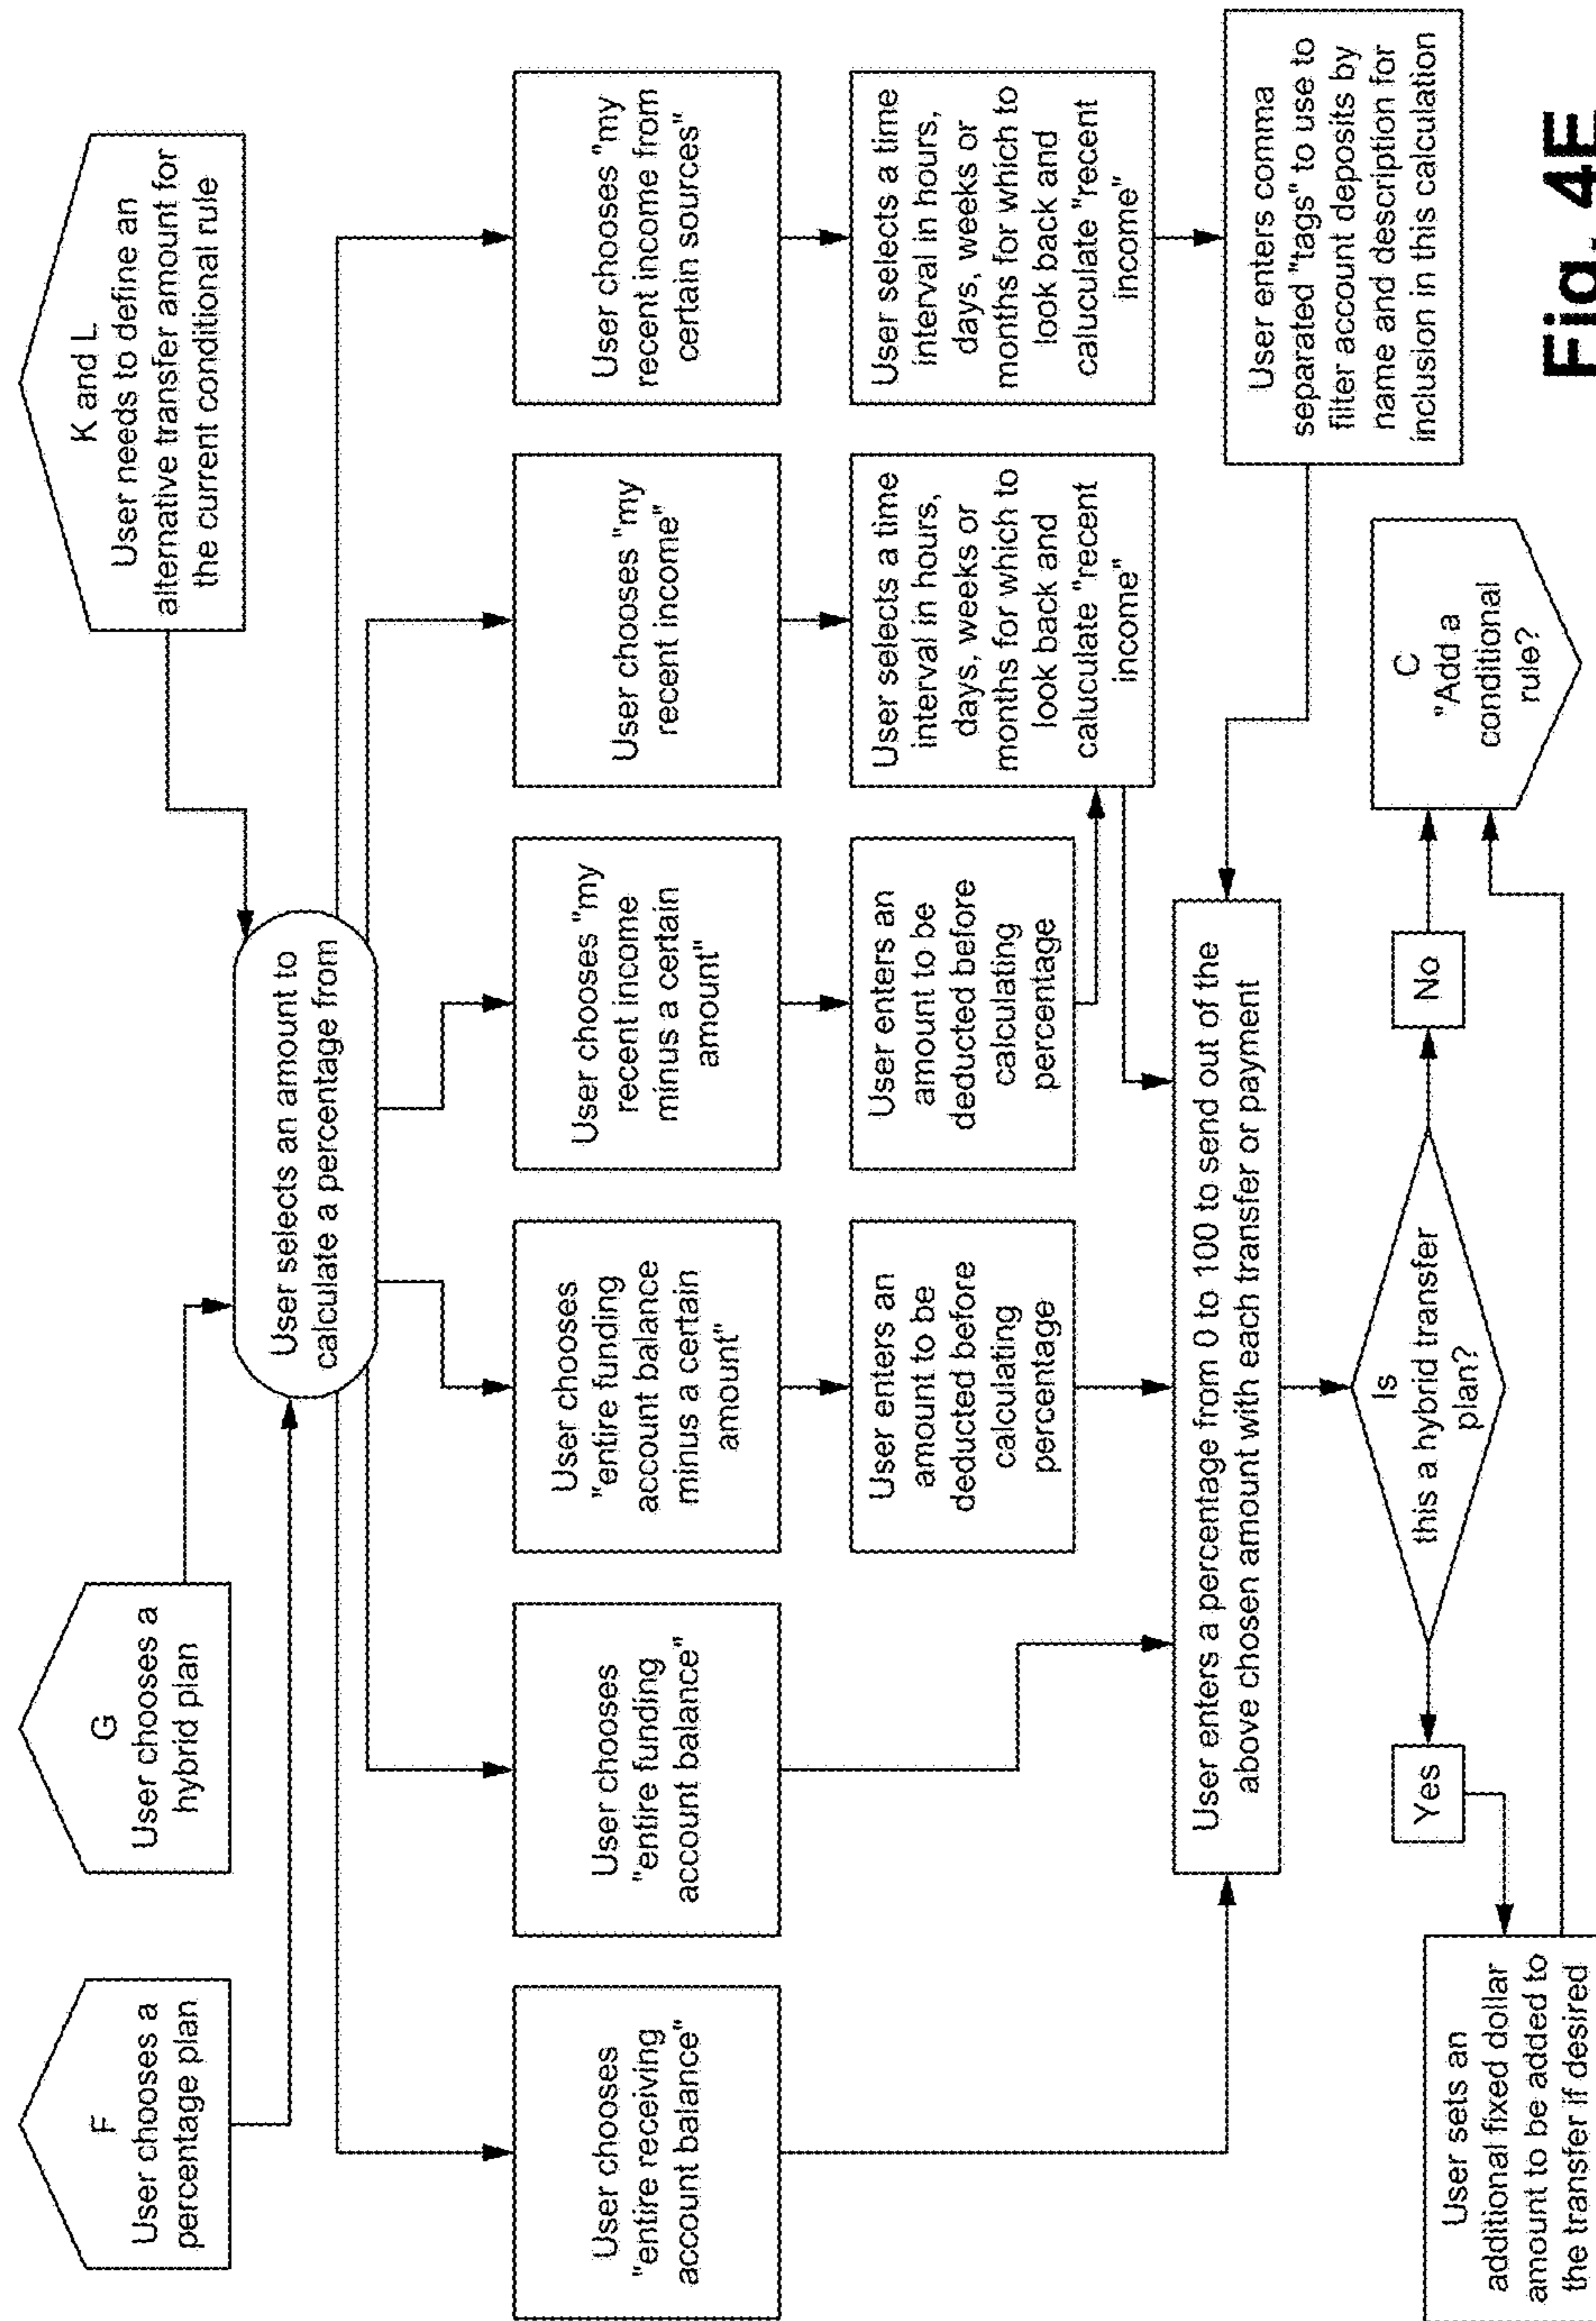 F
User chooses a
percentage plan
G
User chooses a
hybrid plan
K and L
User needs to define an
alternative transfer amount for
the current conditional rule
User selects an amount to
calculate a percentage from
User chooses
"entire receiving
account balance"
User chooses
"entire funding
account balance"
User chooses
"entire funding
account balance
minus a certain
amount"
User chooses "my
recent income
minus a certain
amount"
User chooses "my
recent income"
User chooses "my
recent income from
certain sources"
User enters an
amount to be
deducted before
calculating
percentage
User enters an
amount to be
deducted before
calculating
percentage
User selects a time
interval in hours,
days, weeks or
months for which to
look back and
caluculate "recent
income"
User selects a time
interval in hours,
days, weeks or
months for which to
look back and
caluculate "recent
income"
User enters a percentage from 0 to 100 to send out of the
above chosen amount with each transfer or payment
User enters comma
separated "tags" to use to
filter account deposits by
name and description for
inclusion in this calculation
Is
this a hybrid transfer
plan?
Yes
No
C
"Add a
conditional
rule?
User sets an
additional fixed dollar
amount to be added to
the transfer if desired
Fig. 4E